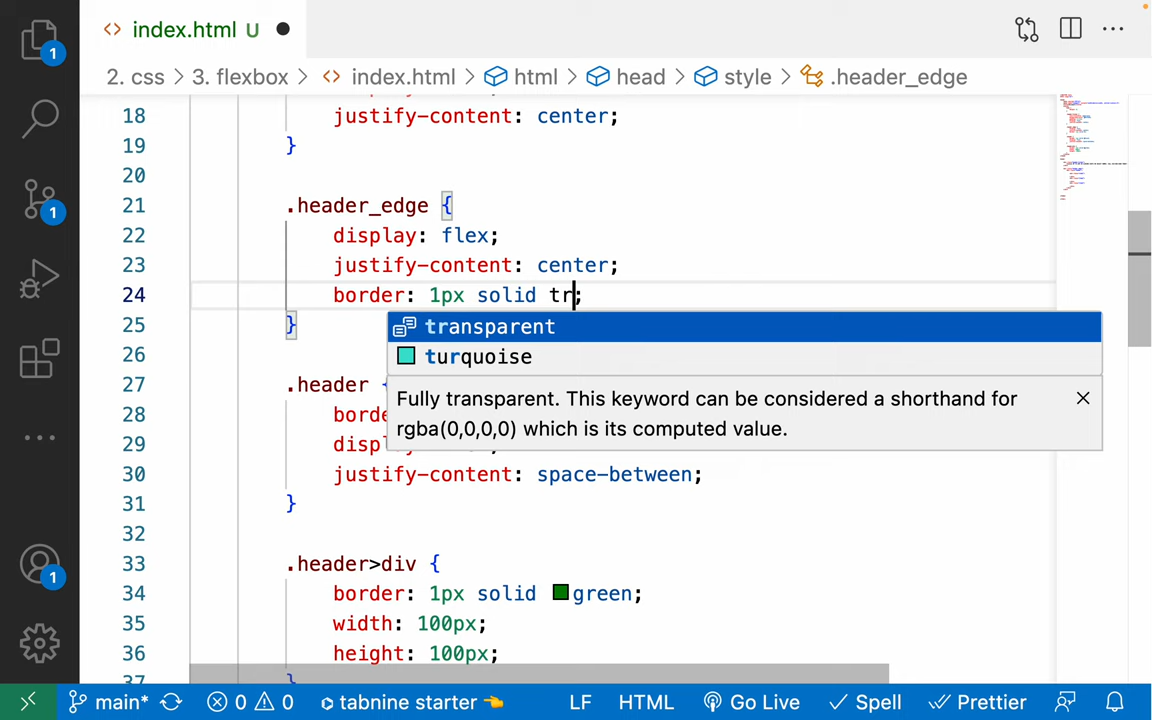 index.html U
2. css > 3. flexbox > index.html > html > head > style > .header_edge
18 justify-content: center;
19 }
20
21 .header_edge {
22 display: flex;
23 justify-content: center;
24 border: 1px solid tr;
25 }
transparent
26
turquoise
27 .header {
Fully transparent. This keyword can be considered a shorthand for
28 borde
rgba(0,0,0,0) which is its computed value.
29 displ
30 justify-content: space-between;
31 }
32
33 .header>div {
34 border: 1px solid green;
35 width: 100px;
36 height: 100px;
37 }
1
1
1
main* 0 0 tabnine starter 👈 LF HTML Go Live Spell Prettier